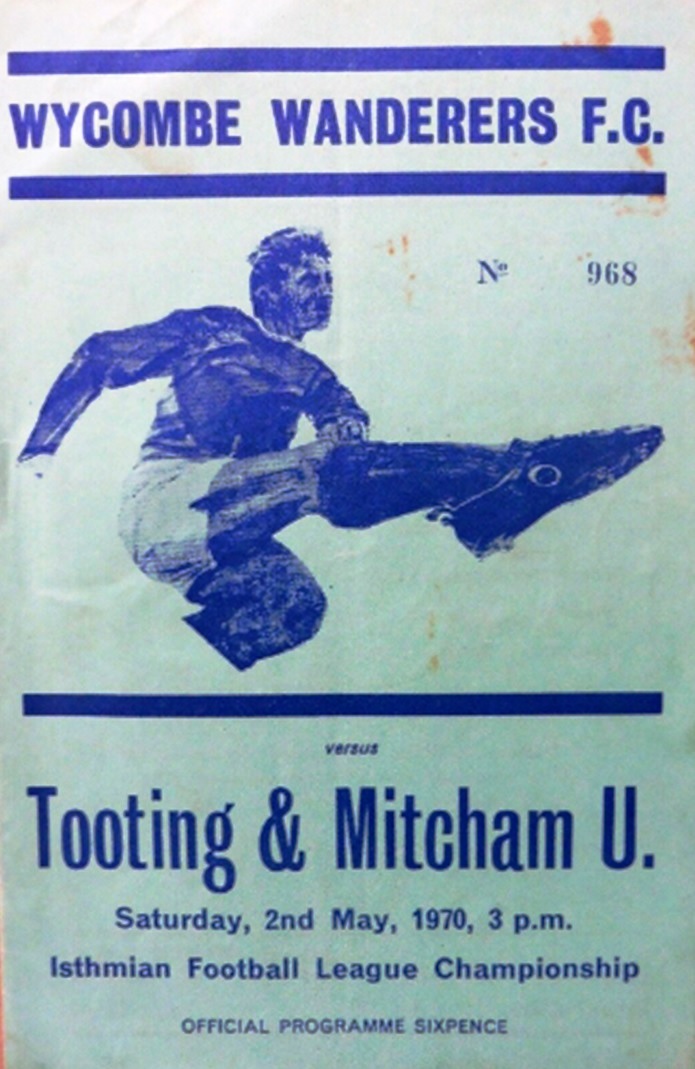 WYCOMBE WANDERERS F.C.
Nº 968
versus
Tooting & Mitcham U.
Saturday, 2nd May, 1970, 3 p.m.
Isthmian Football League Championship
OFFICIAL PROGRAMME SIXPENCE